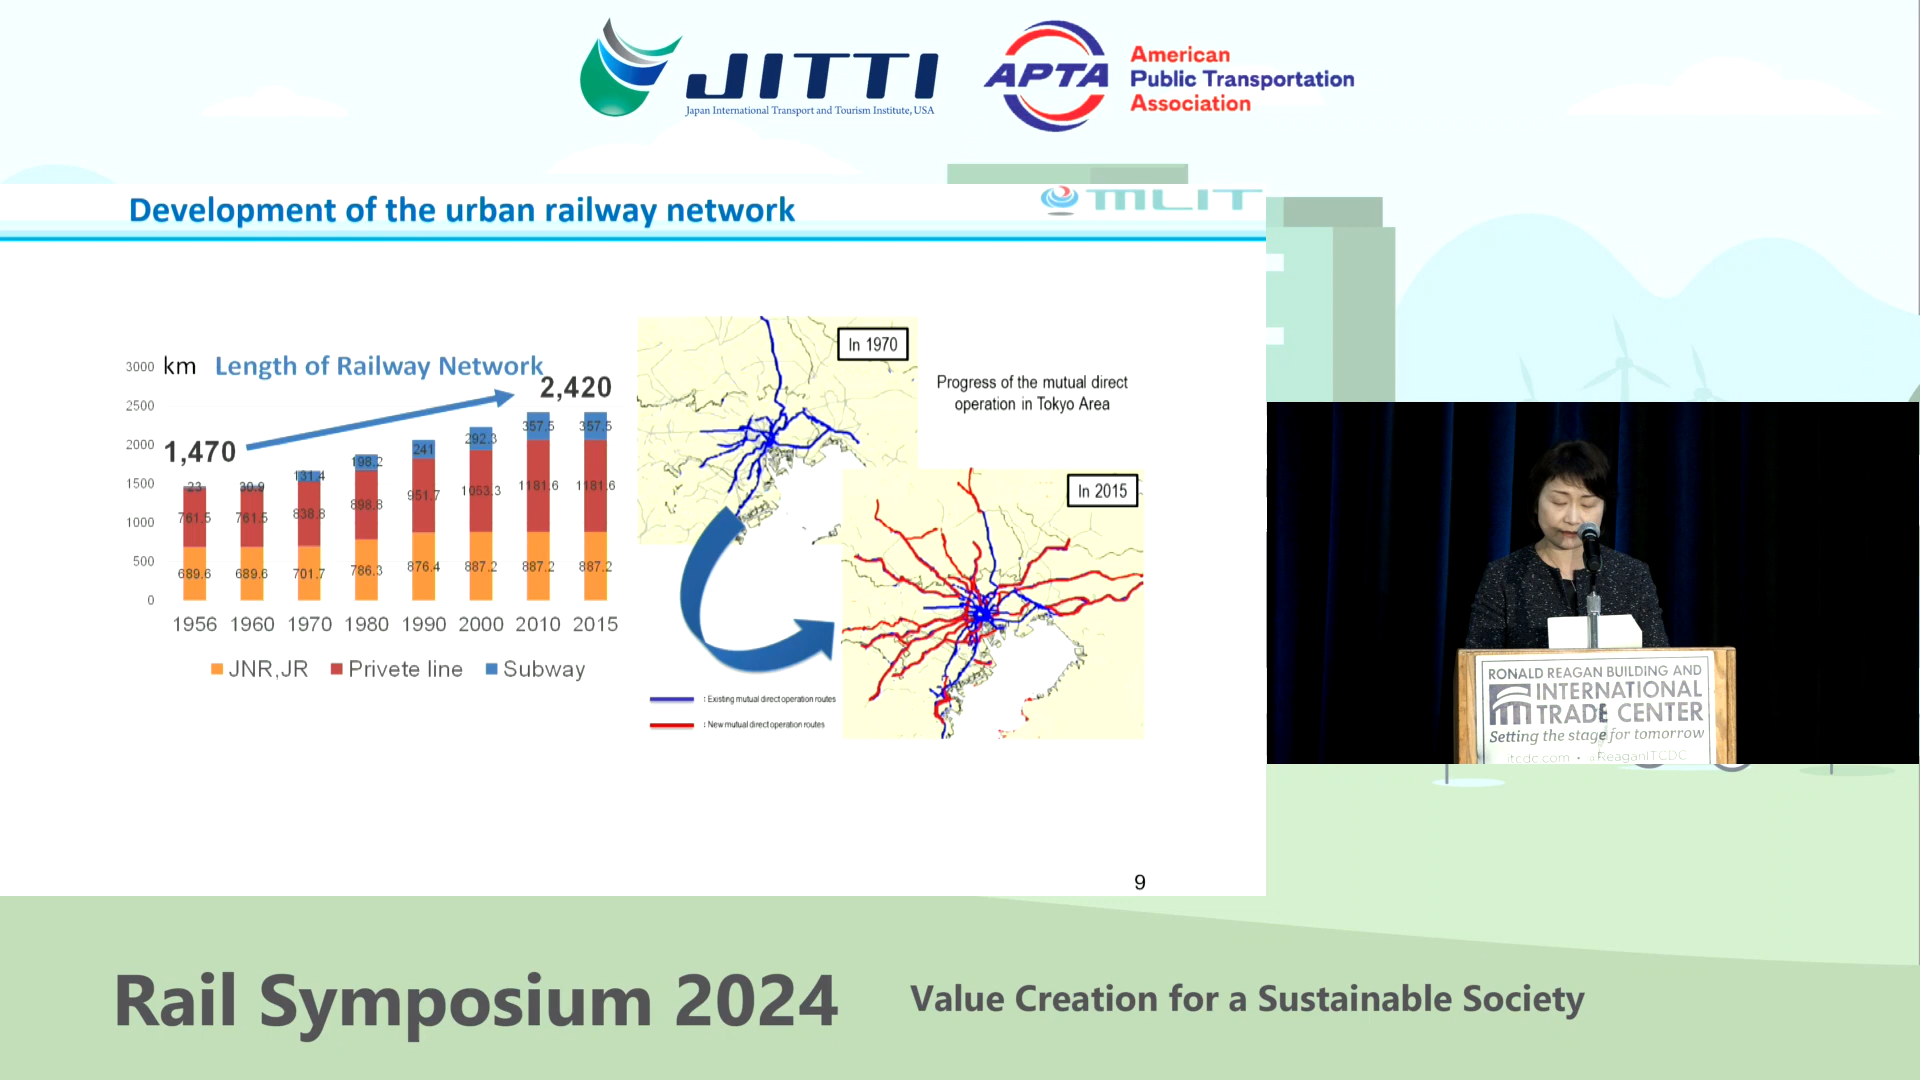 JITTI
Japan International Transport and Tourism Institute, USA
APTA
American
Public Transportation
Association
Development of the urban railway network
MLIT
km
Length of Railway Network
3000
2500
2000
1500
1000
500
0
1,470
2,420
23
30.9
131.4
198.2
241
292.3
357.5
357.5
761.5
761.5
838.8
898.8
951.7
1053.3
1181.6
1181.6
689.6
689.6
701.7
786.3
876.4
887.2
887.2
887.2
1956 1960 1970 1980 1990 2000 2010 2015
JNR,JR Privete line Subway
In 1970
Progress of the mutual direct
operation in Tokyo Area
In 2015
: Existing mutual direct operation routes
: New mutual direct operation routes
9
RONALD REAGAN BUILDING AND
INTERNATIONAL
TRADE CENTER
Setting the stage for tomorrow
itcdc.com • @ReaganITCDC
Rail Symposium 2024
Value Creation for a Sustainable Society